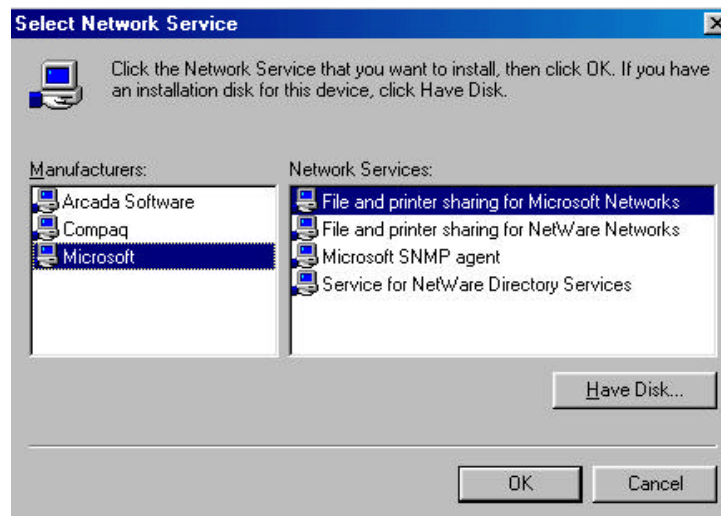 Select Network Service
Click the Network Service that you want to install, then click OK. If you have
an installation disk for this device, click Have Disk.
Manufacturers:
Arcada Software
Compaq
Microsoft
Network Services:
File and printer sharing for Microsoft Networks
File and printer sharing for NetWare Networks
Microsoft SNMP agent
Service for NetWare Directory Services
Have Disk...
OK
Cancel